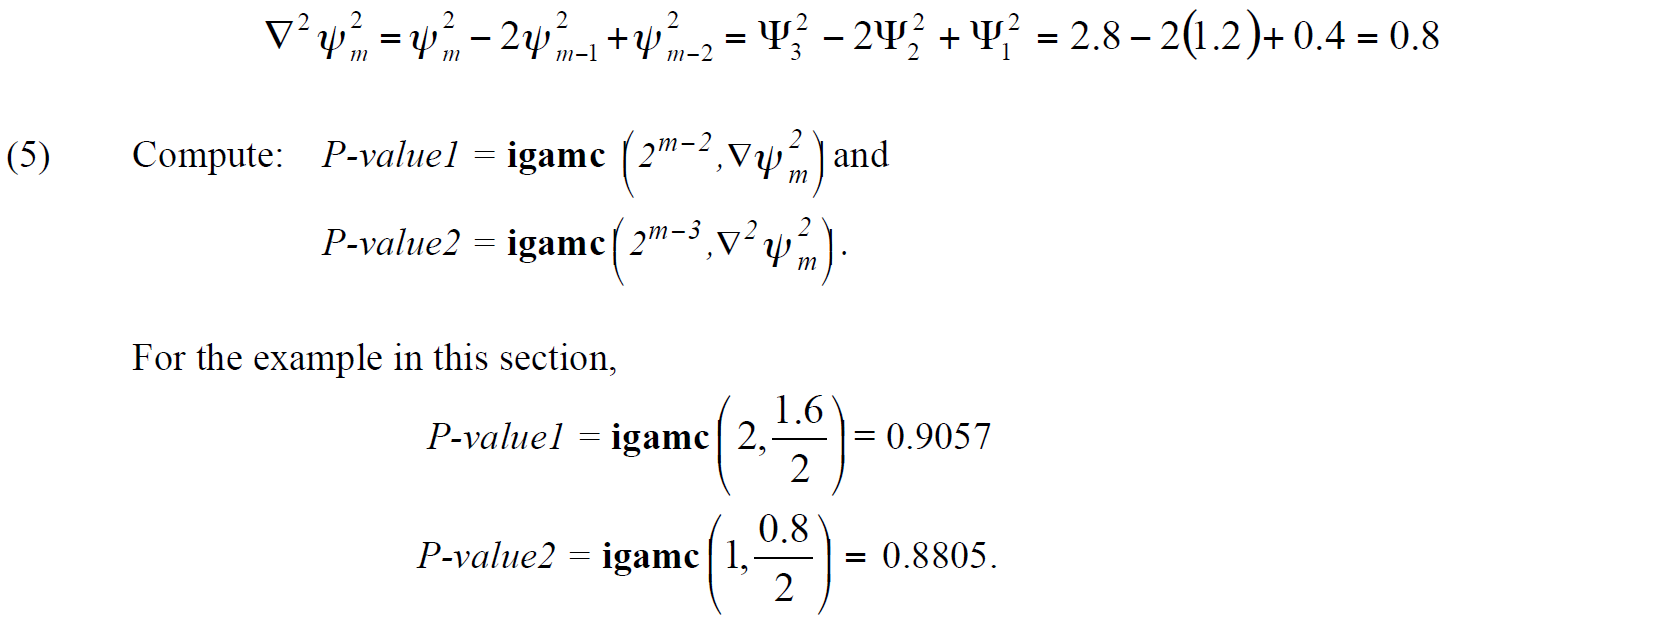 ∇²ψ²ₘ = ψ²ₘ − 2ψ²ₘ₋₁ + ψ²ₘ₋₂ = Ψ²₃ − 2Ψ²₂ + Ψ²₁ = 2.8 − 2(1.2) + 0.4 = 0.8
(5) Compute: P-value1 = igamc (2^{m−2}, ∇ψ²ₘ) and
P-value2 = igamc (2^{m−3}, ∇²ψ²ₘ).
For the example in this section,
P-value1 = igamc (2, 1.6/2) = 0.9057
P-value2 = igamc (1, 0.8/2) = 0.8805.